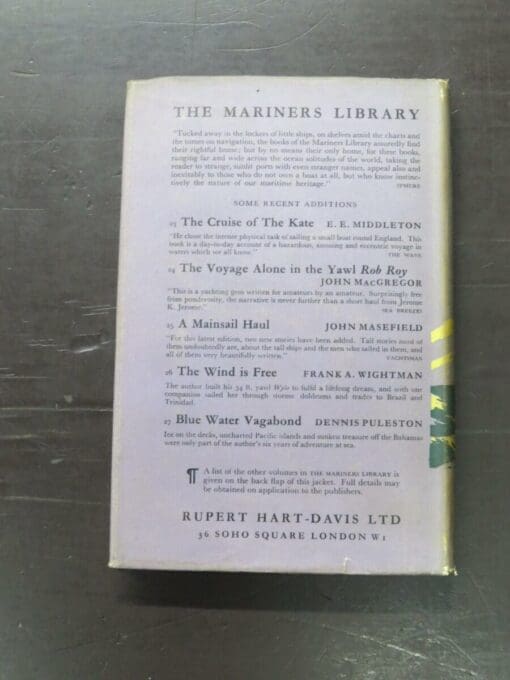 THE MARINERS LIBRARY
"Tucked away in the lockers of little ships, on shelves amid the charts and
the tomes on navigation, the books of the Mariners Library assuredly find
their rightful home; but by no means their only home, for these books,
ranging far and wide across the ocean solitudes of the world, taking the
reader to strange, sunlit ports with even stranger names, appeal also and
inevitably to those who do not own a boat at all, but who know instinc-
tively the nature of our maritime heritage."
SPHERE
SOME RECENT ADDITIONS
23 The Cruise of The Kate E. E. MIDDLETON
"He chose the intense physical task of sailing a small boat round England. This
book is a day-to-day account of a hazardous, amusing and eccentric voyage in
waters which we all know."
THE WAVE
24 The Voyage Alone in the Yawl Rob Roy
JOHN MACGREGOR
"This is a yachting gem written for amateurs by an amateur. Surprisingly free
from ponderosity, the narrative is never further than a short haul from Jerome
K. Jerome."
SEA BREEZES
25 A Mainsail Haul JOHN MASEFIELD
"For this latest edition, two new stories have been added. Tall stories most of
them undoubtedly are, about the tall ships and the men who sailed in them, and
all of them very beautifully written."
YACHTSMAN
26 The Wind is Free FRANK A. WIGHTMAN
The author built his 34 ft. yawl Wylo to fulfil a lifelong dream, and with one
companion sailed her through storms doldrums and trades to Brazil and
Trinidad.
27 Blue Water Vagabond DENNIS PULESTON
Ice on the decks, uncharted Pacific islands and sunken treasure off the Bahamas
were only part of the author's six years of adventure at sea.
¶ A list of the other volumes in THE MARINERS LIBRARY is
given on the back flap of this jacket. Full details may
be obtained on application to the publishers.
RUPERT HART-DAVIS LTD
36 SOHO SQUARE LONDON W1